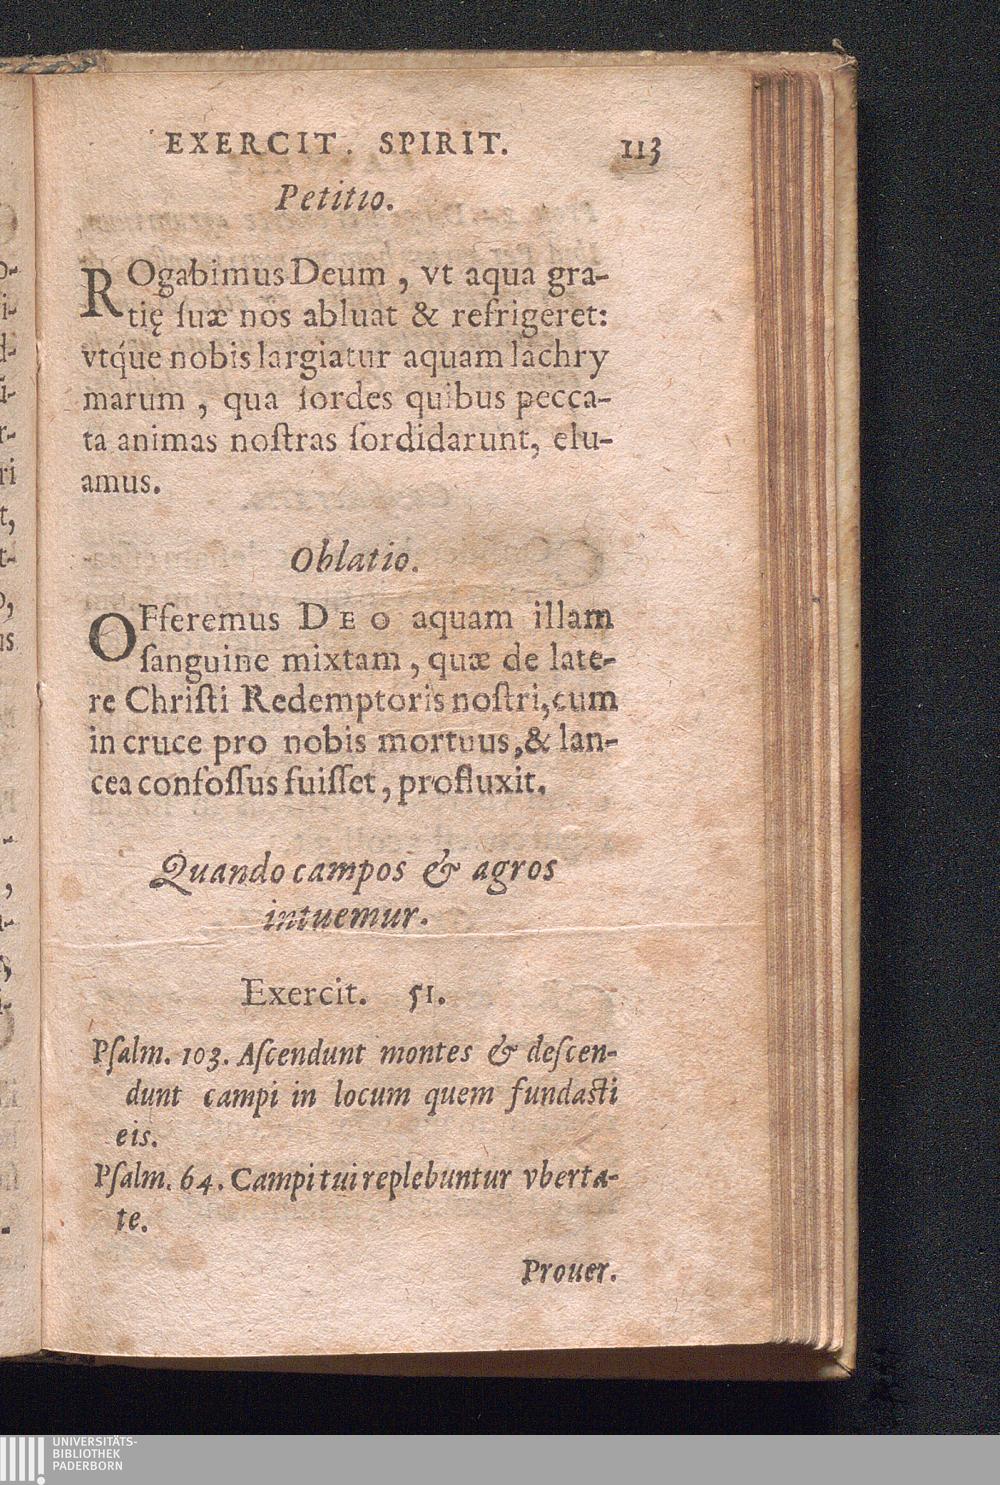 EXERCIT. SPIRIT. 113
Petitio.
ROgabimus Deum, vt aqua gra-
tię ſuæ nos abluat & refrigeret:
vtq́ue nobis largiatur aquam lachry
marum, qua ſordes quibus pecca-
ta animas noſtras ſordidarunt, elu-
amus.
Oblatio.
OFferemus DEO aquam illam
ſanguine mixtam, quæ de late-
re Chriſti Redemptoris noſtri, cum
in cruce pro nobis mortuus, & lan-
cea confoſſus fuiſſet, profluxit.
Quando campos & agros
intuemur.
Exercit. 51.
Pſalm. 103. Aſcendunt montes & deſcen-
dunt campi in locum quem fundaſti
eis.
Pſalm. 64. Campi tui replebuntur vberta-
te.
Prouer.
UNIVERSITÄTS-
BIBLIOTHEK
PADERBORN